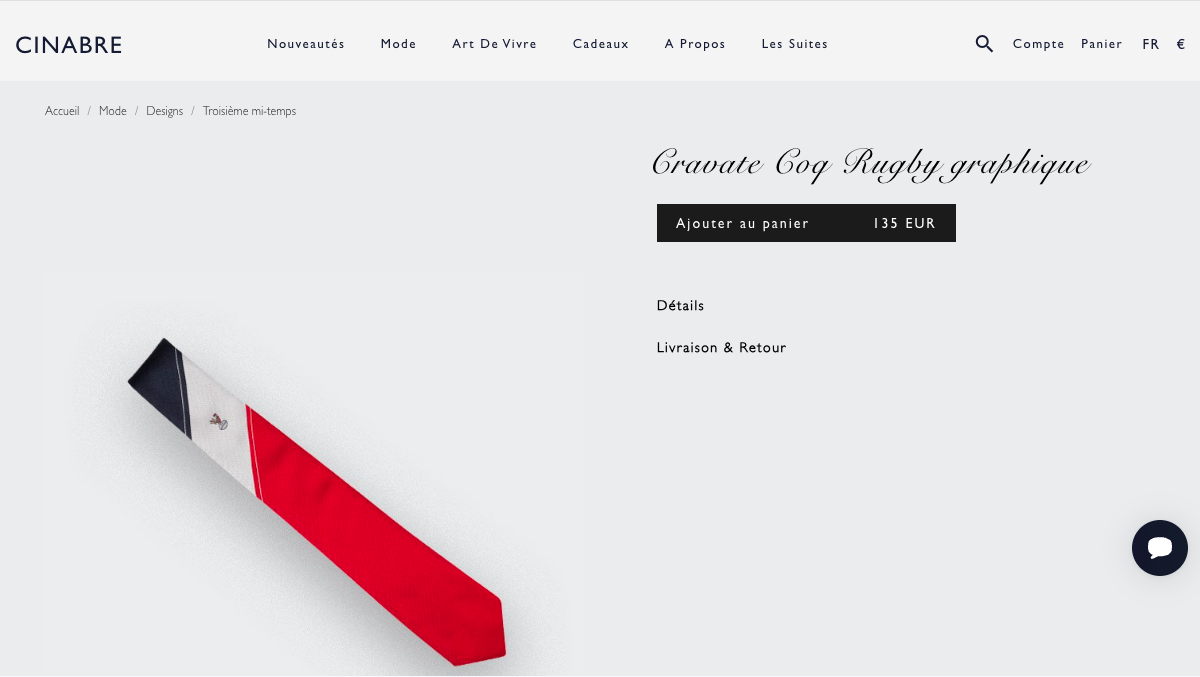 CINABRE
Nouveautés Mode Art De Vivre Cadeaux A Propos Les Suites
Compte Panier FR €
Accueil / Mode / Designs / Troisième mi-temps
Cravate Coq Rugby graphique
Ajouter au panier 135 EUR
Détails
Livraison & Retour